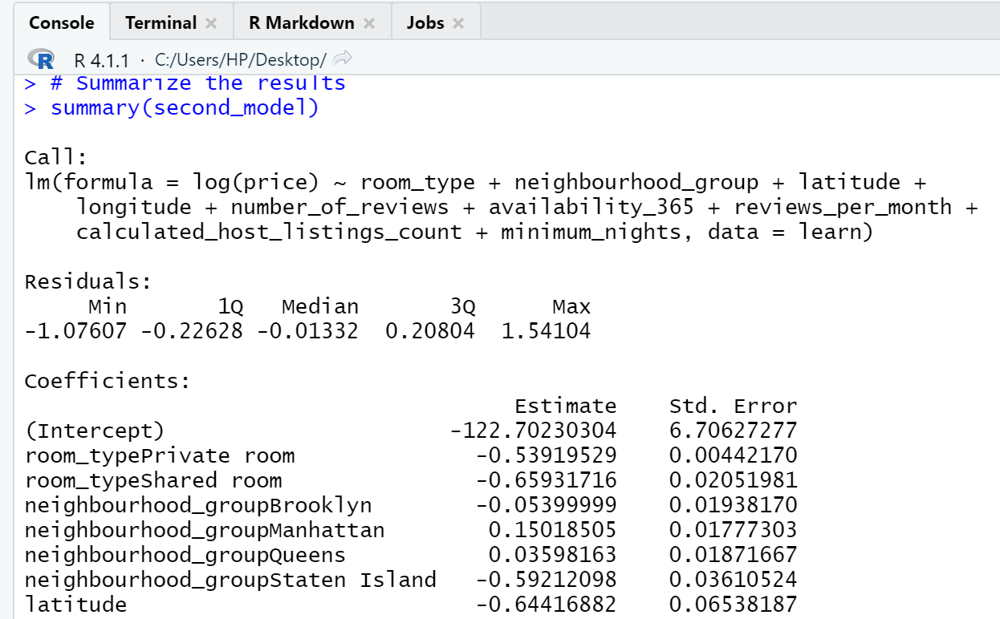 Console Terminal R Markdown Jobs
R R 4.1.1 · C:/Users/HP/Desktop/
> # Summarize the results
> summary(second_model)
Call:
lm(formula = log(price) ~ room_type + neighbourhood_group + latitude +
    longitude + number_of_reviews + availability_365 + reviews_per_month +
    calculated_host_listings_count + minimum_nights, data = learn)
Residuals:
     Min       1Q   Median       3Q      Max
-1.07607 -0.22628 -0.01332  0.20804  1.54104
Coefficients:
                                      Estimate    Std. Error
(Intercept)                      -122.70230304    6.70627277
room_typePrivate room              -0.53919529    0.00442170
room_typeShared room               -0.65931716    0.02051981
neighbourhood_groupBrooklyn        -0.05399999    0.01938170
neighbourhood_groupManhattan        0.15018505    0.01777303
neighbourhood_groupQueens           0.03598163    0.01871667
neighbourhood_groupStaten Island   -0.59212098    0.03610524
latitude                           -0.64416882    0.06538187